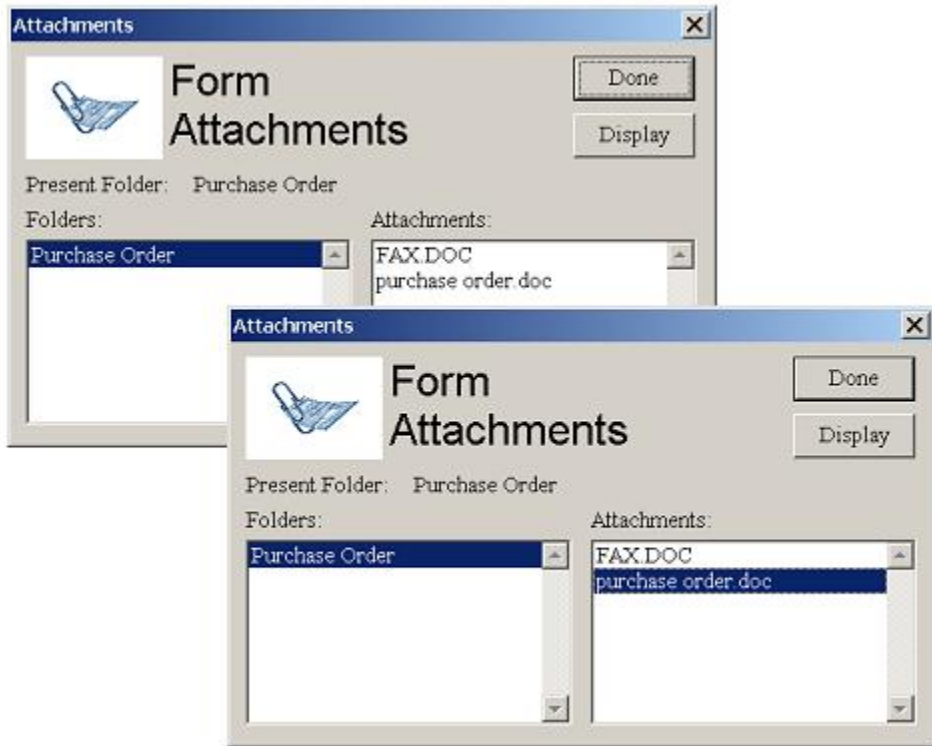 Attachments
Form
Attachments
Done
Display
Present Folder: Purchase Order
Folders:
Attachments:
Purchase Order
FAX.DOC
purchase order.doc
Attachments
Form
Attachments
Done
Display
Present Folder: Purchase Order
Folders:
Attachments:
Purchase Order
FAX.DOC
purchase order.doc